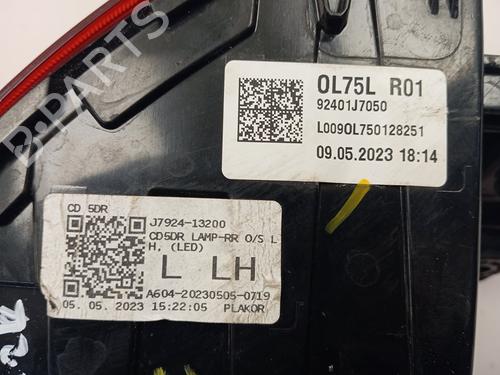 OL75L R01
92401J7050
L009OL750128251
09.05.2023 18:14
CD 5DR
J7924-13200
CD5DR LAMP-RR O/S L
H, (LED)
L LH
A604-20230505-0719
05. 05. 2023 15:22:05 PLAKOR
B-PARTS